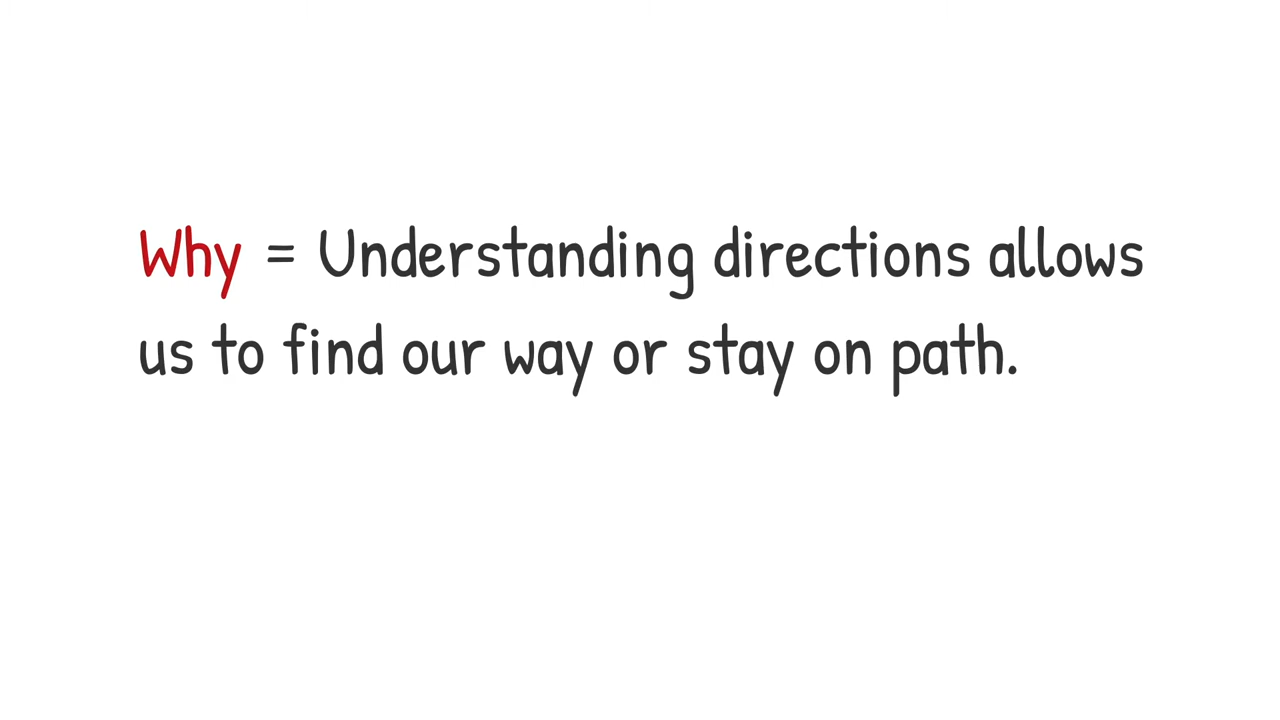 Why = Understanding directions allows
us to find our way or stay on path.